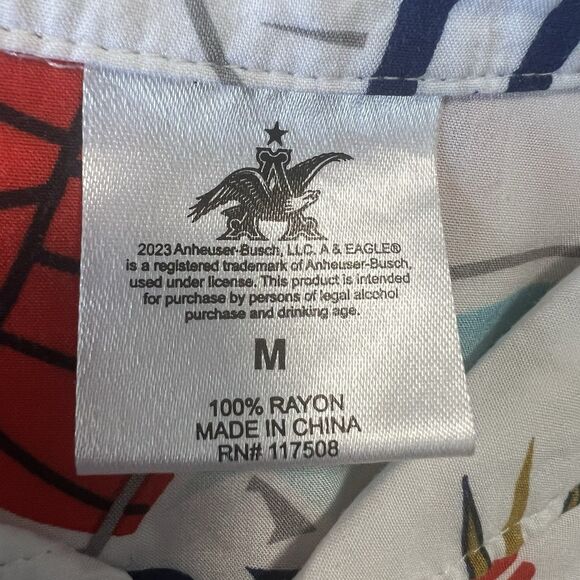 A
2023 Anheuser-Busch, LLC. A & EAGLE®
is a registered trademark of Anheuser-Busch,
used under license. This product is intended
for purchase by persons of legal alcohol
purchase and drinking age.
M
100% RAYON
MADE IN CHINA
RN# 117508